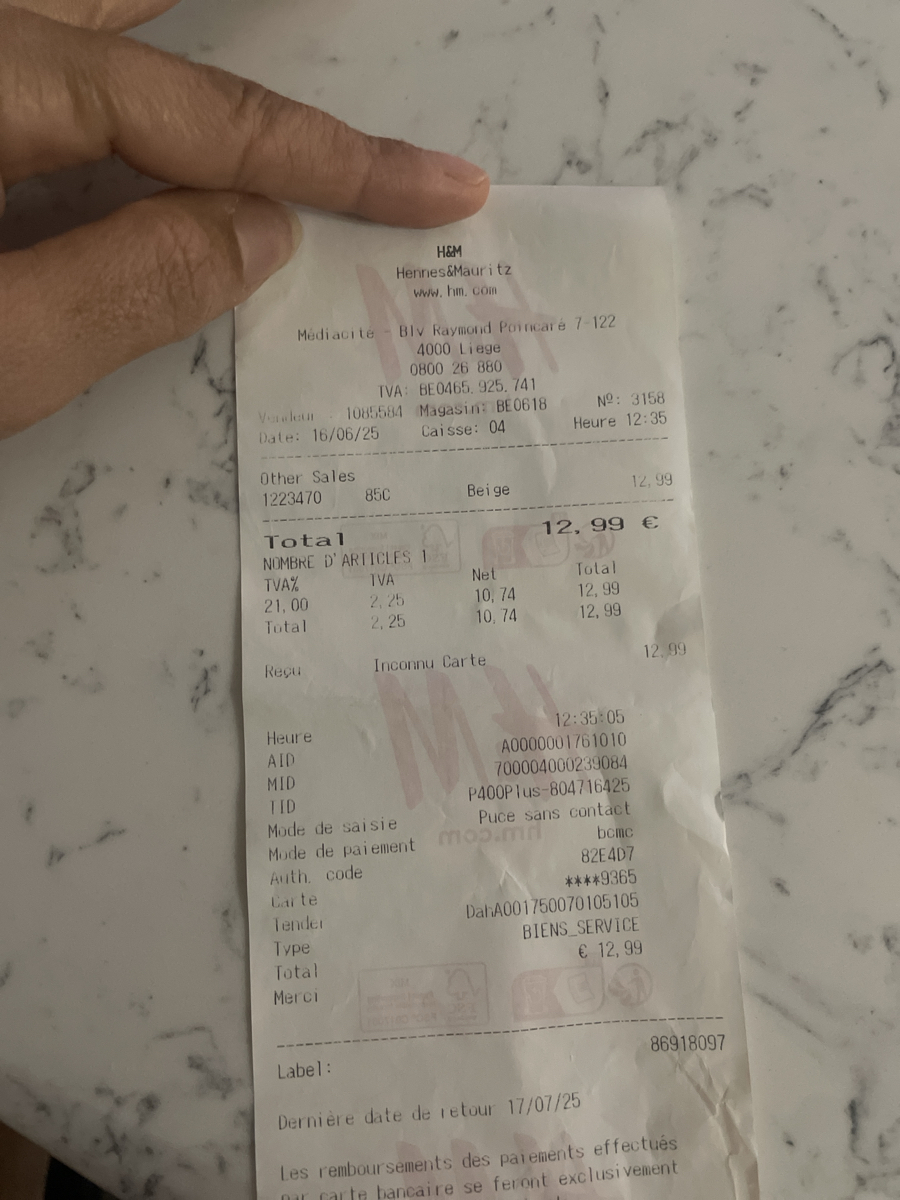 H&M
Hennes&Mauritz
www.hm.com
Médiacité - Blv Raymond Poincaré 7-122
4000 Liege
0800 26 880
TVA: BE0465.925.741
Vendeur : 1085584 Magasin: BE0618 Nº: 3158
Date: 16/06/25 Caisse: 04 Heure 12:35
Other Sales
1223470 85C Beige 12,99
Total 12,99 €
NOMBRE D'ARTICLES 1
TVA% TVA Net Total
21.00 2,25 10,74 12,99
Total 2,25 10,74 12,99
Reçu Inconnu Carte 12,99
Heure 12:35:05
AID A0000001761010
MID 700004000239084
TID P400Plus-804716425
Mode de saisie Puce sans contact
Mode de paiement bcmc
Auth. code 82E4D7
Carte ****9365
Tender DahA001750070105105
Type BIENS_SERVICE
Total € 12,99
Merci
Label: 86918097
Dernière date de retour 17/07/25
Les remboursements des paiements effectués
par carte bancaire se feront exclusivement